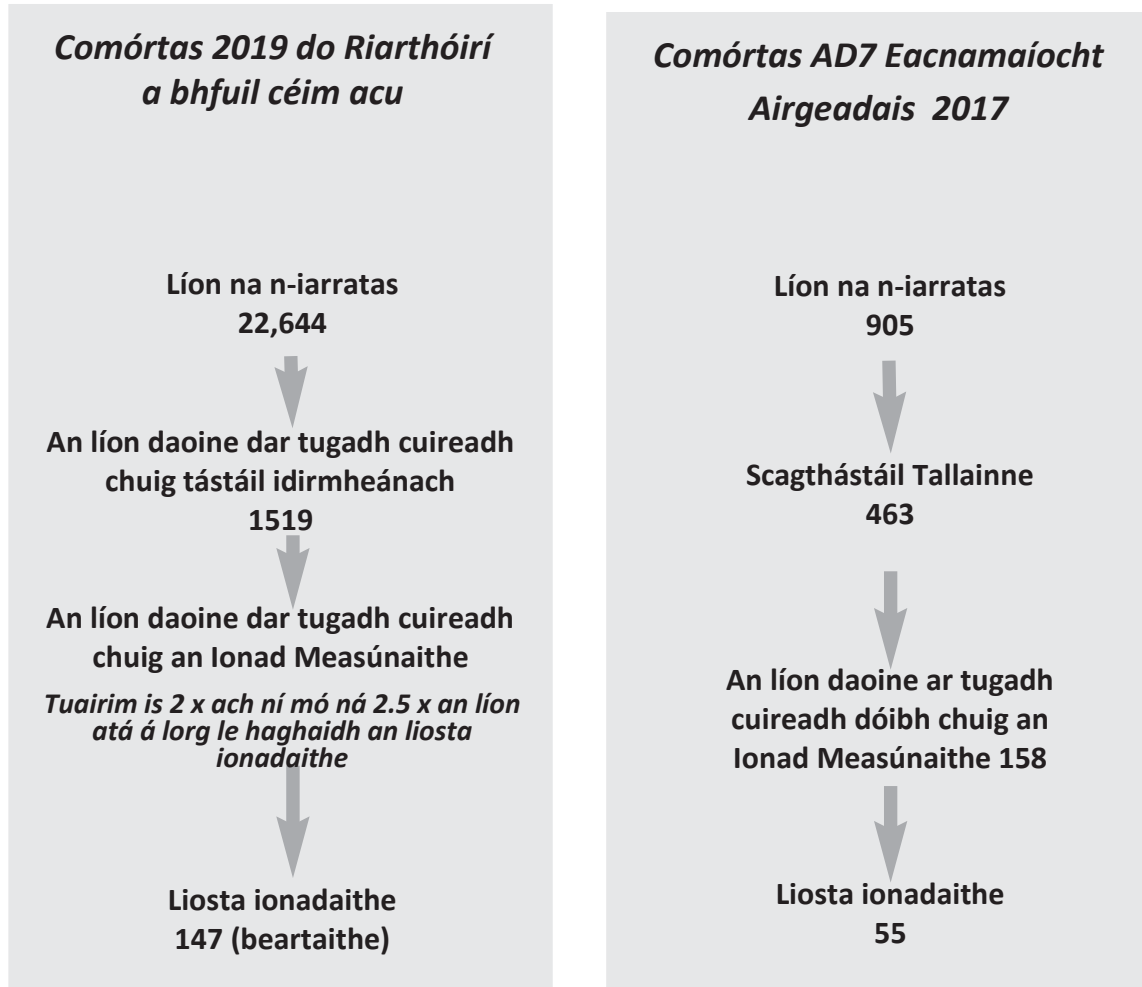 Comórtas 2019 do Riarthóirí
a bhfuil céim acu
Líon na n-iarratas
22,644
An líon daoine dar tugadh cuireadh
chuig tástáil idirmheánach
1519
An líon daoine dar tugadh cuireadh
chuig an Ionad Measúnaithe
Tuairim is 2 x ach ní mó ná 2.5 x an líon
atá á lorg le haghaidh an liosta
ionadaithe
Liosta ionadaithe
147 (beartaithe)
Comórtas AD7 Eacnamaíocht
Airgeadais 2017
Líon na n-iarratas
905
Scagthástáil Tallainne
463
An líon daoine ar tugadh
cuireadh dóibh chuig an
Ionad Measúnaithe 158
Liosta ionadaithe
55